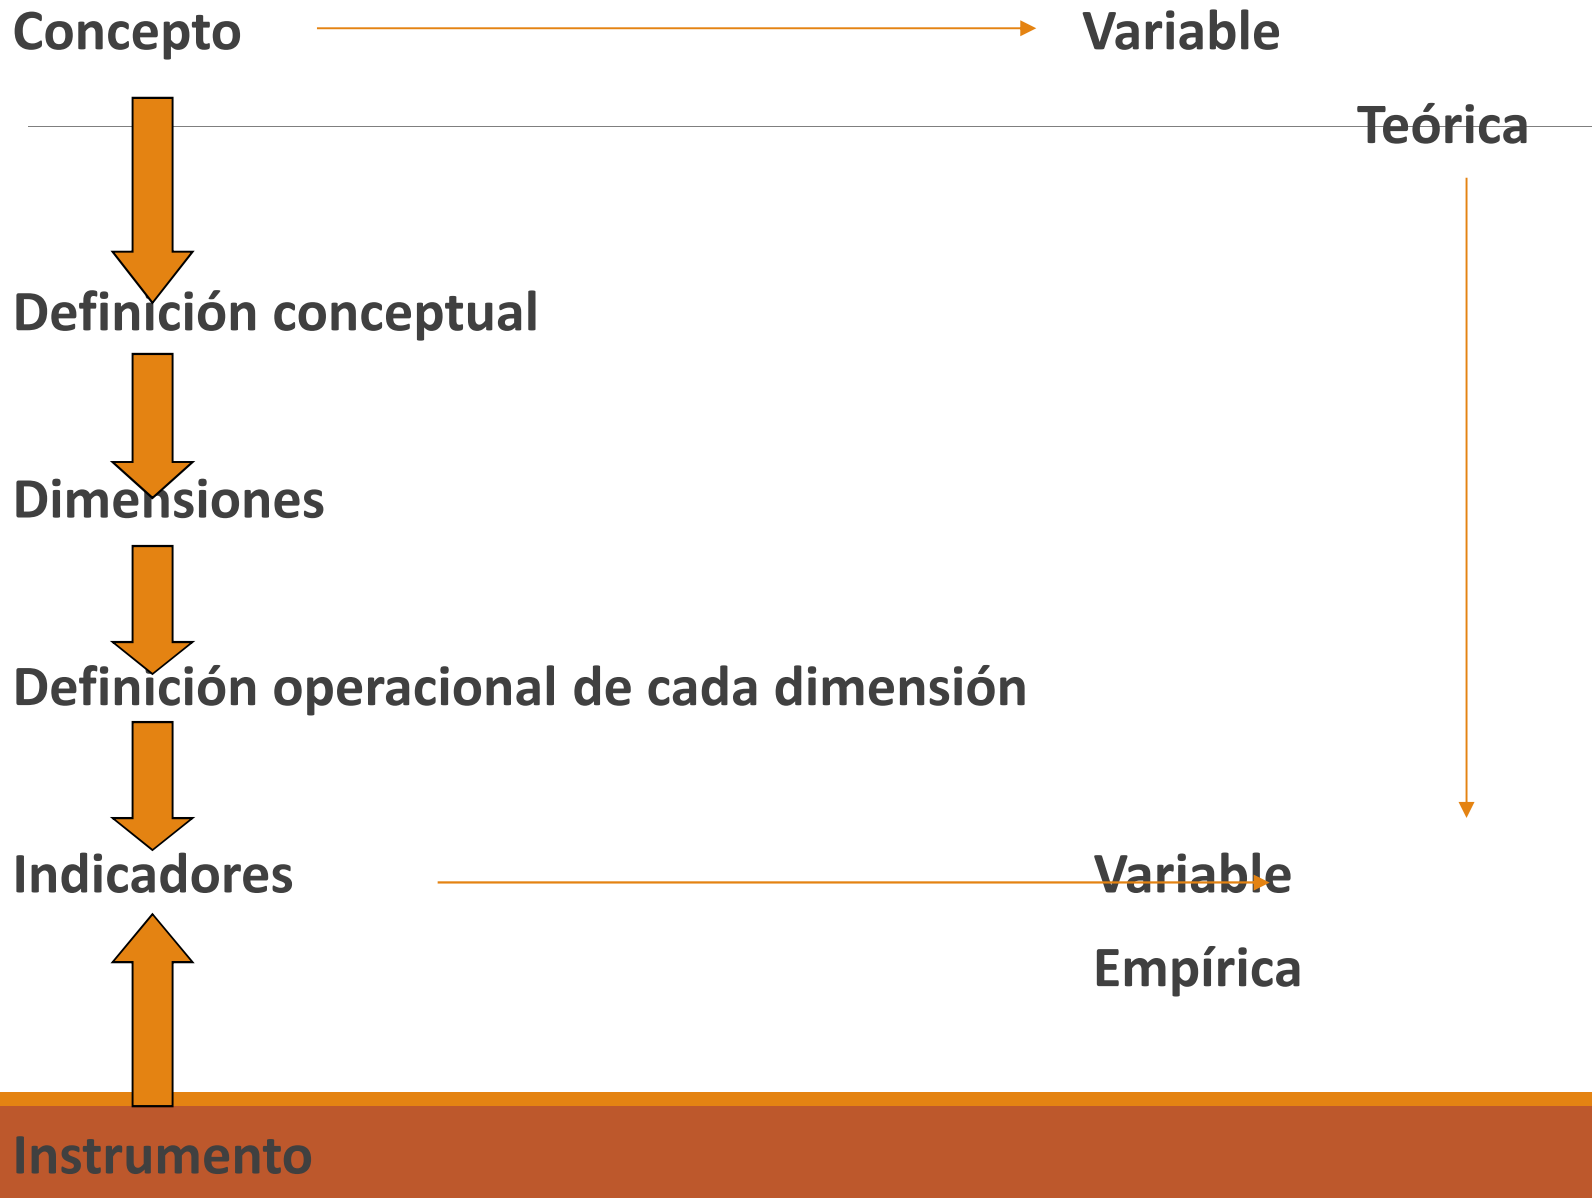 Concepto Variable
Teórica
Definición conceptual
Dimensiones
Definición operacional de cada dimensión
Indicadores Variable
Empírica
Instrumento